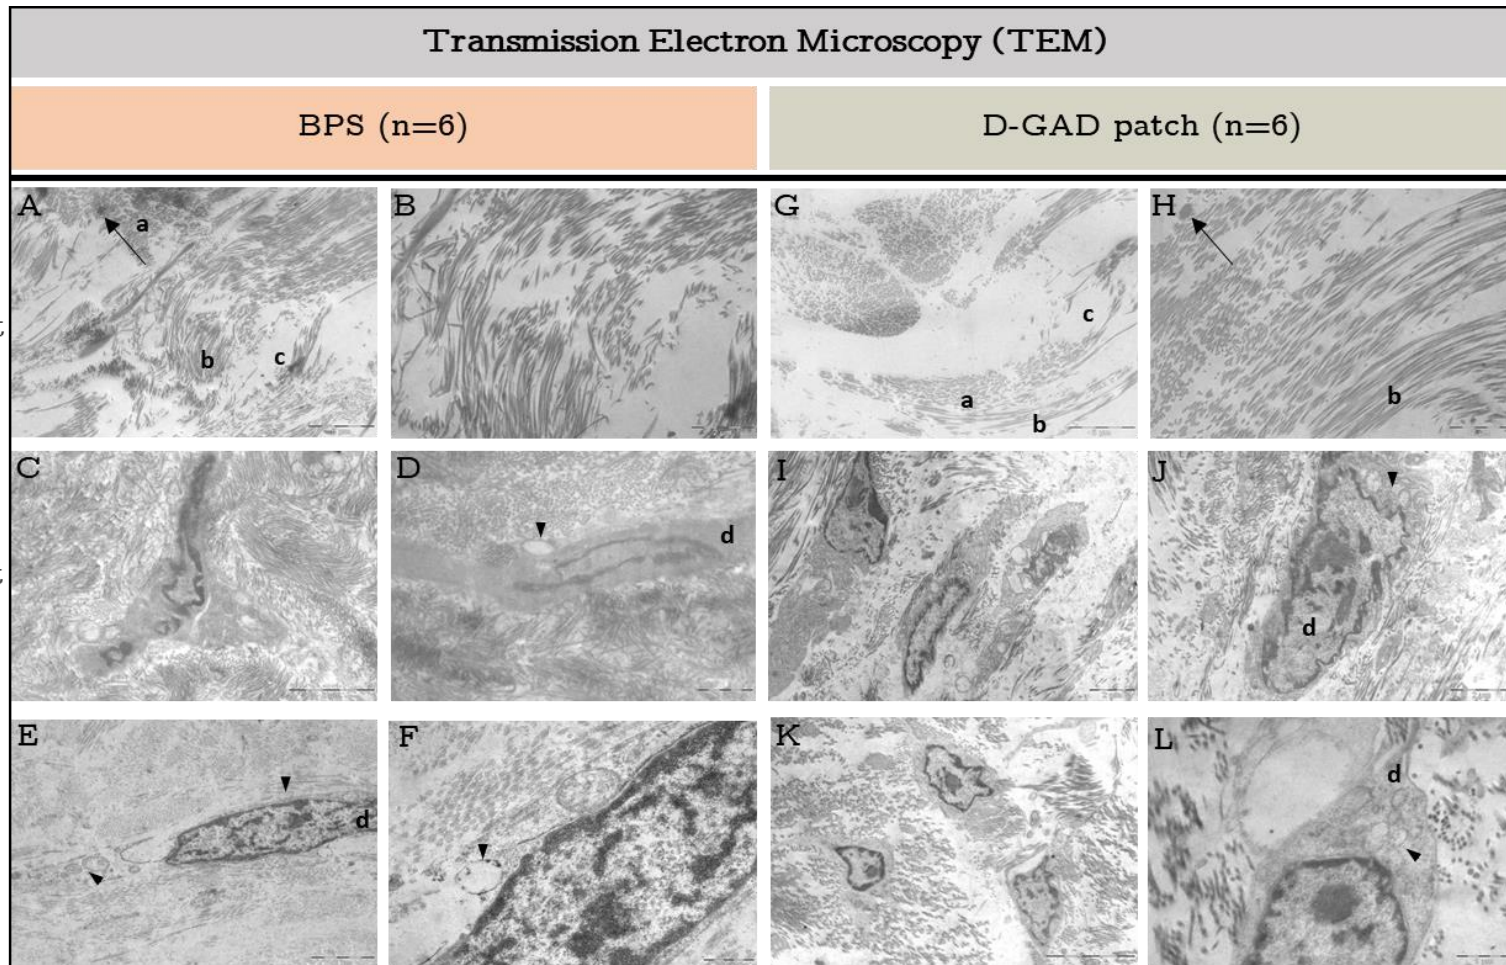 Transmission Electron Microscopy (TEM)
BPS (n=6)
D-GAD patch (n=6)
A
a
b
c
B
G
c
a
b
H
b
C
D
d
I
J
d
E
d
F
K
L
d
t
t